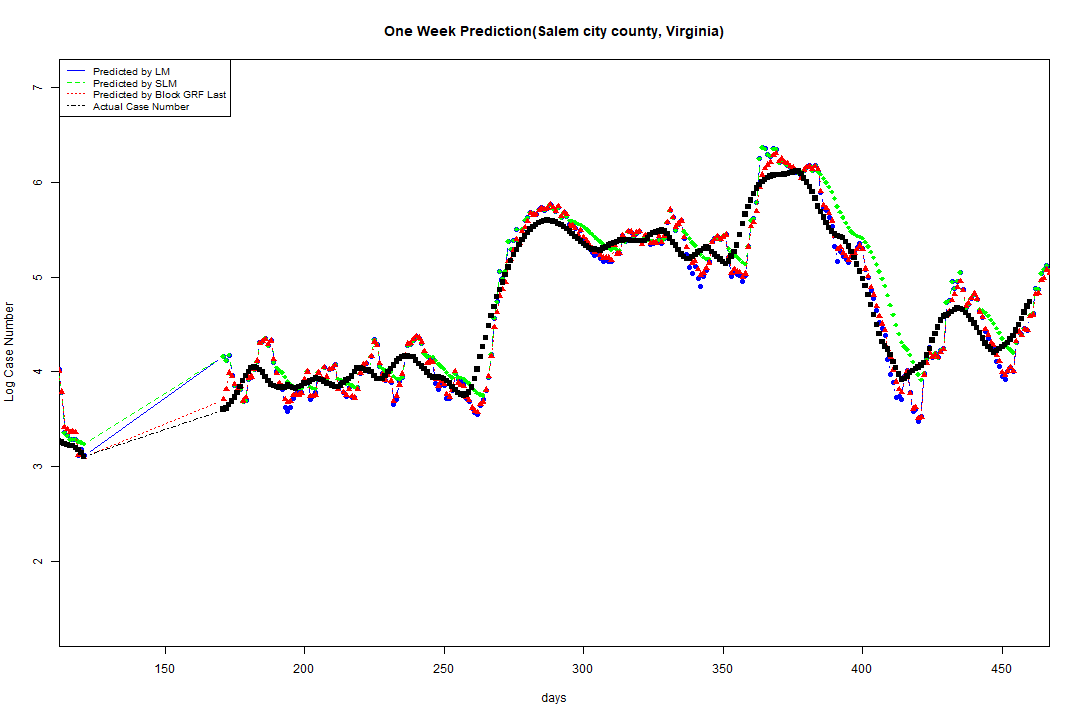 One Week Prediction(Salem city county, Virginia)
Predicted by LM
Predicted by SLM
Predicted by Block GRF Last
Actual Case Number
Log Case Number
7
6
5
4
3
2
150 200 250 300 350 400 450
days